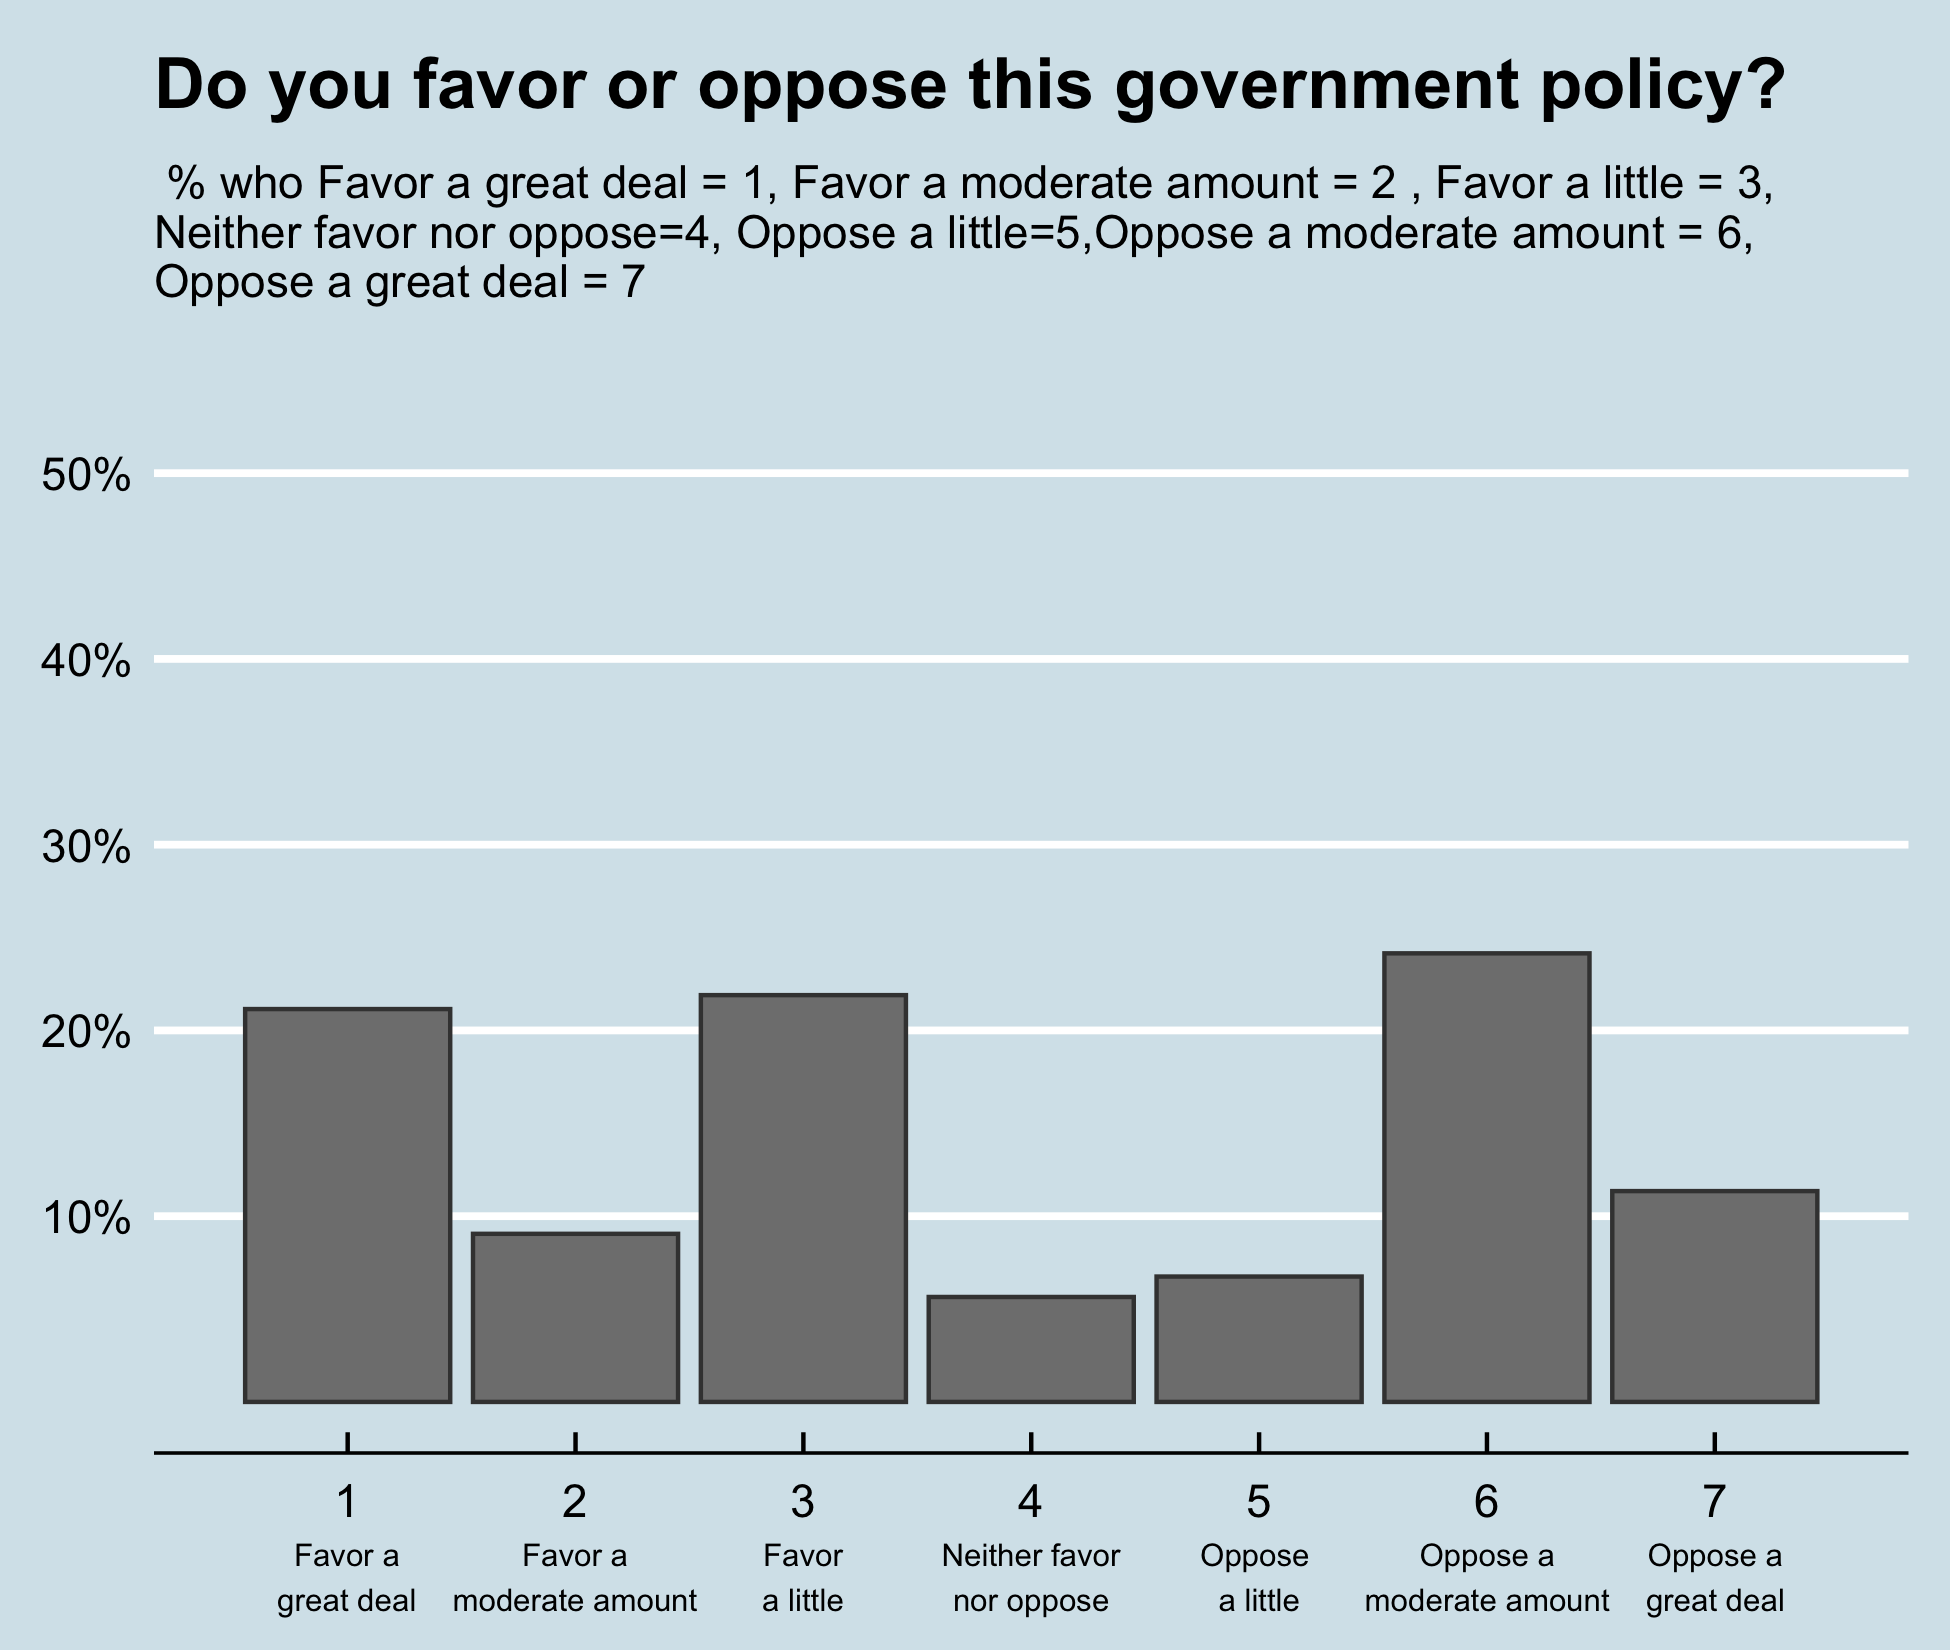 Do you favor or oppose this government policy?
% who Favor a great deal = 1, Favor a moderate amount = 2 , Favor a little = 3,
Neither favor nor oppose=4, Oppose a little=5,Oppose a moderate amount = 6,
Oppose a great deal = 7
50%
40%
30%
20%
10%
1 2 3 4 5 6 7
Favor a Favor a Favor Neither favor Oppose Oppose a Oppose a
great deal moderate amount a little nor oppose a little moderate amount great deal